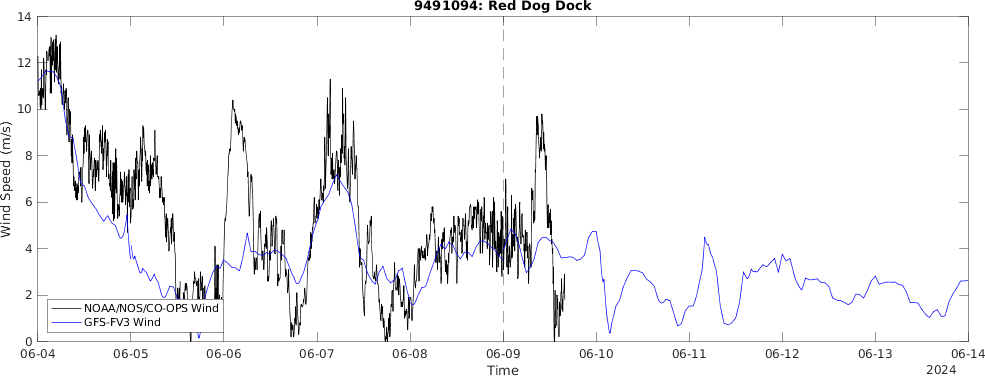 9491094: Red Dog Dock
14
12
10
8
6
4
2
0
Wind Speed (m/s)
NOAA/NOS/CO-OPS Wind
GFS-FV3 Wind
06-04 06-05 06-06 06-07 06-08 06-09 06-10 06-11 06-12 06-13 06-14
Time
2024